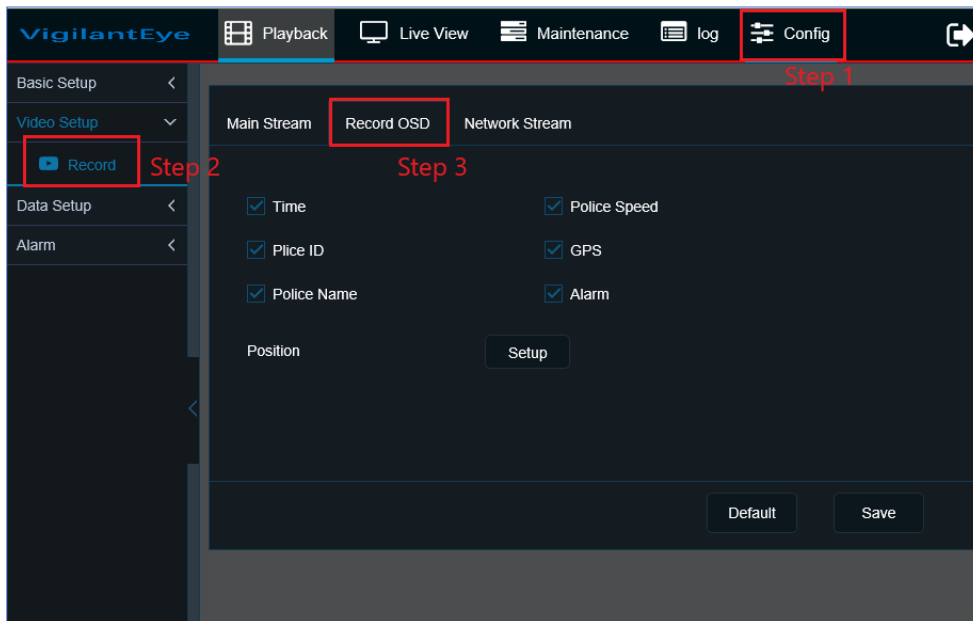 VigilantEye Playback Live View Maintenance log Config
Step 1
Basic Setup
Video Setup
Main Stream Record OSD Network Stream
Record Step 2
Step 3
Data Setup
Time Police Speed
Alarm
Plice ID GPS
Police Name Alarm
Position Setup
Default Save